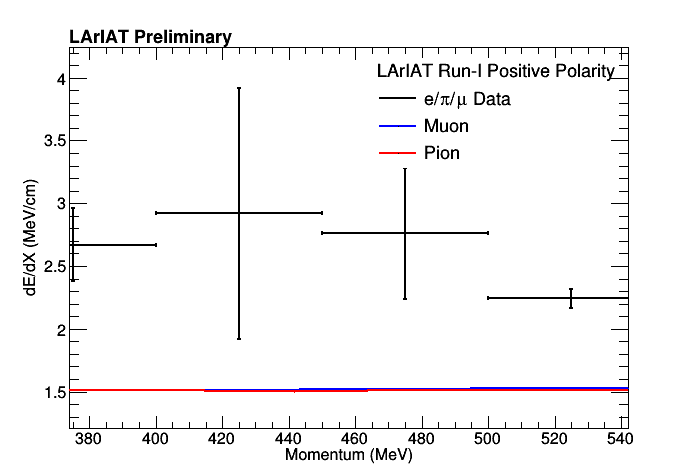 LArIAT Preliminary
LArIAT Run-I Positive Polarity
e/π/μ Data
Muon
Pion
dE/dX (MeV/cm)
4
3.5
3
2.5
2
1.5
380 400 420 440 460 480 500 520 540
Momentum (MeV)